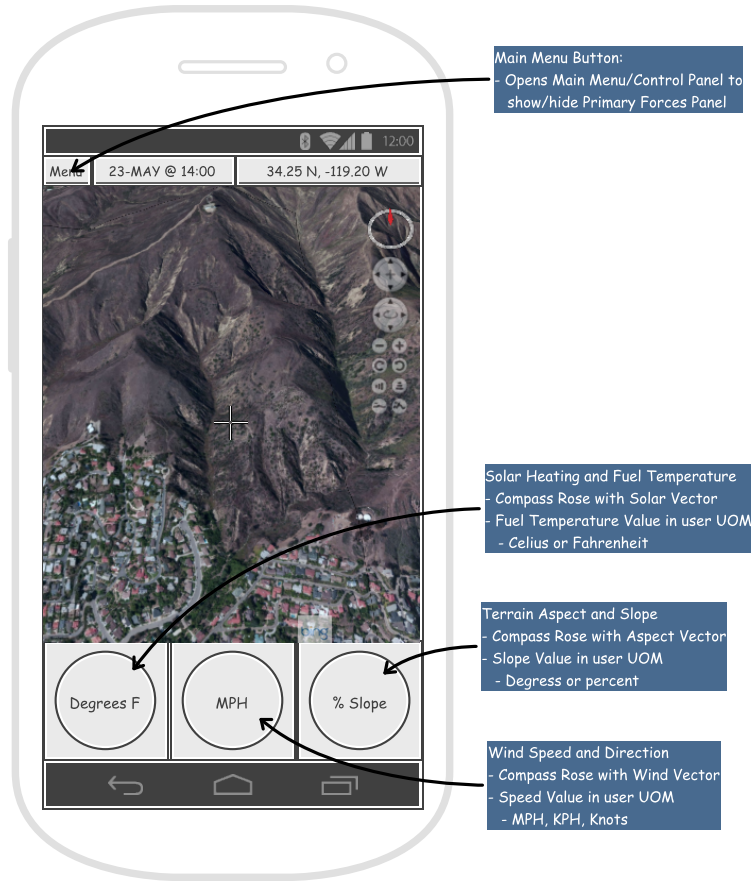 Main Menu Button:
- Opens Main Menu/Control Panel to
show/hide Primary Forces Panel
12:00
Menu
23-MAY @ 14:00
34.25 N, -119.20 W
Solar Heating and Fuel Temperature
- Compass Rose with Solar Vector
- Fuel Temperature Value in user UOM
- Celius or Fahrenheit
Terrain Aspect and Slope
- Compass Rose with Aspect Vector
- Slope Value in user UOM
- Degress or percent
Degrees F
MPH
% Slope
Wind Speed and Direction
- Compass Rose with Wind Vector
- Speed Value in user UOM
- MPH, KPH, Knots